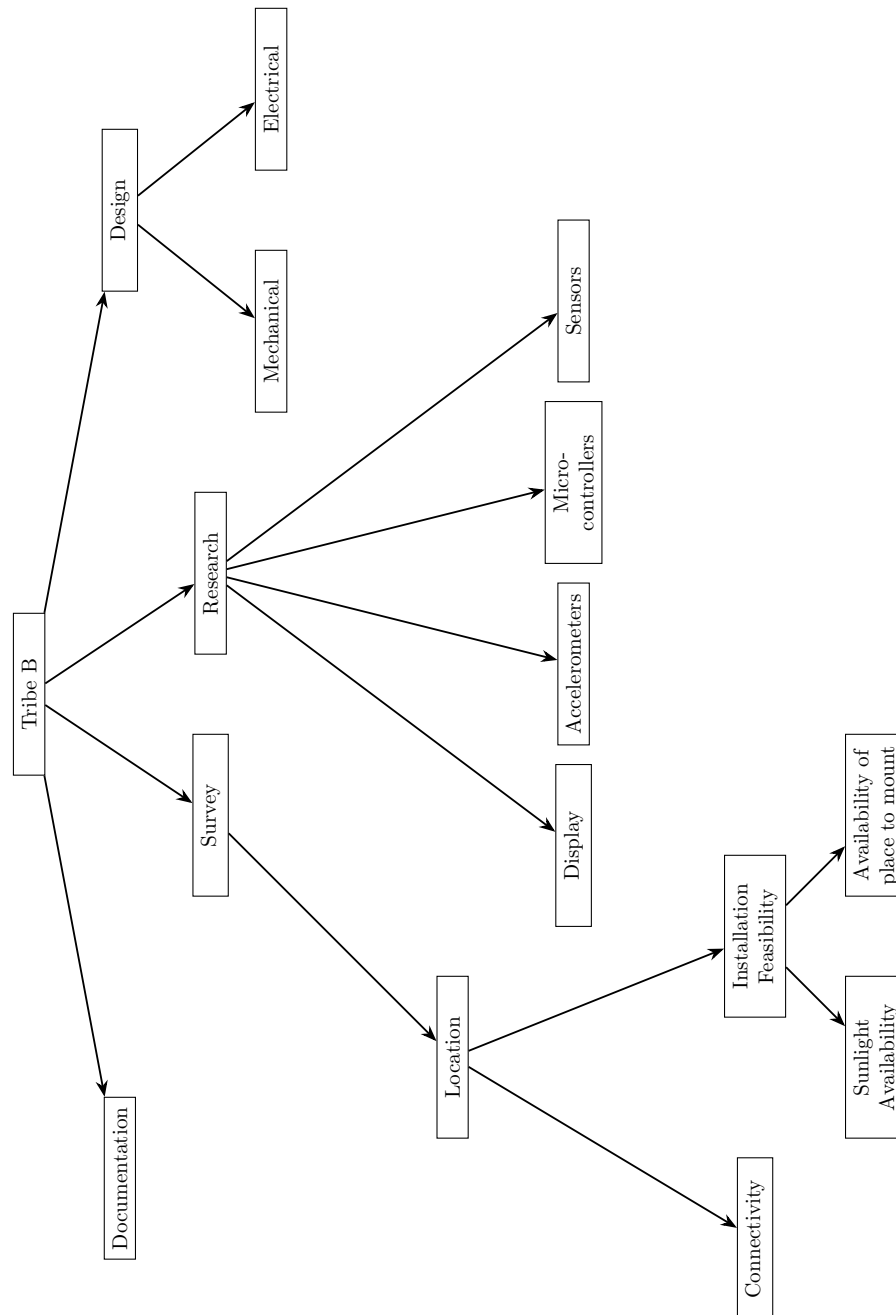 Tribe B
Documentation
Survey
Research
Design
Mechanical
Electrical
Location
Display
Accelerometers
Micro-
controllers
Sensors
Connectivity
Installation
Feasibility
Sunlight
Availability
Availability of
place to mount